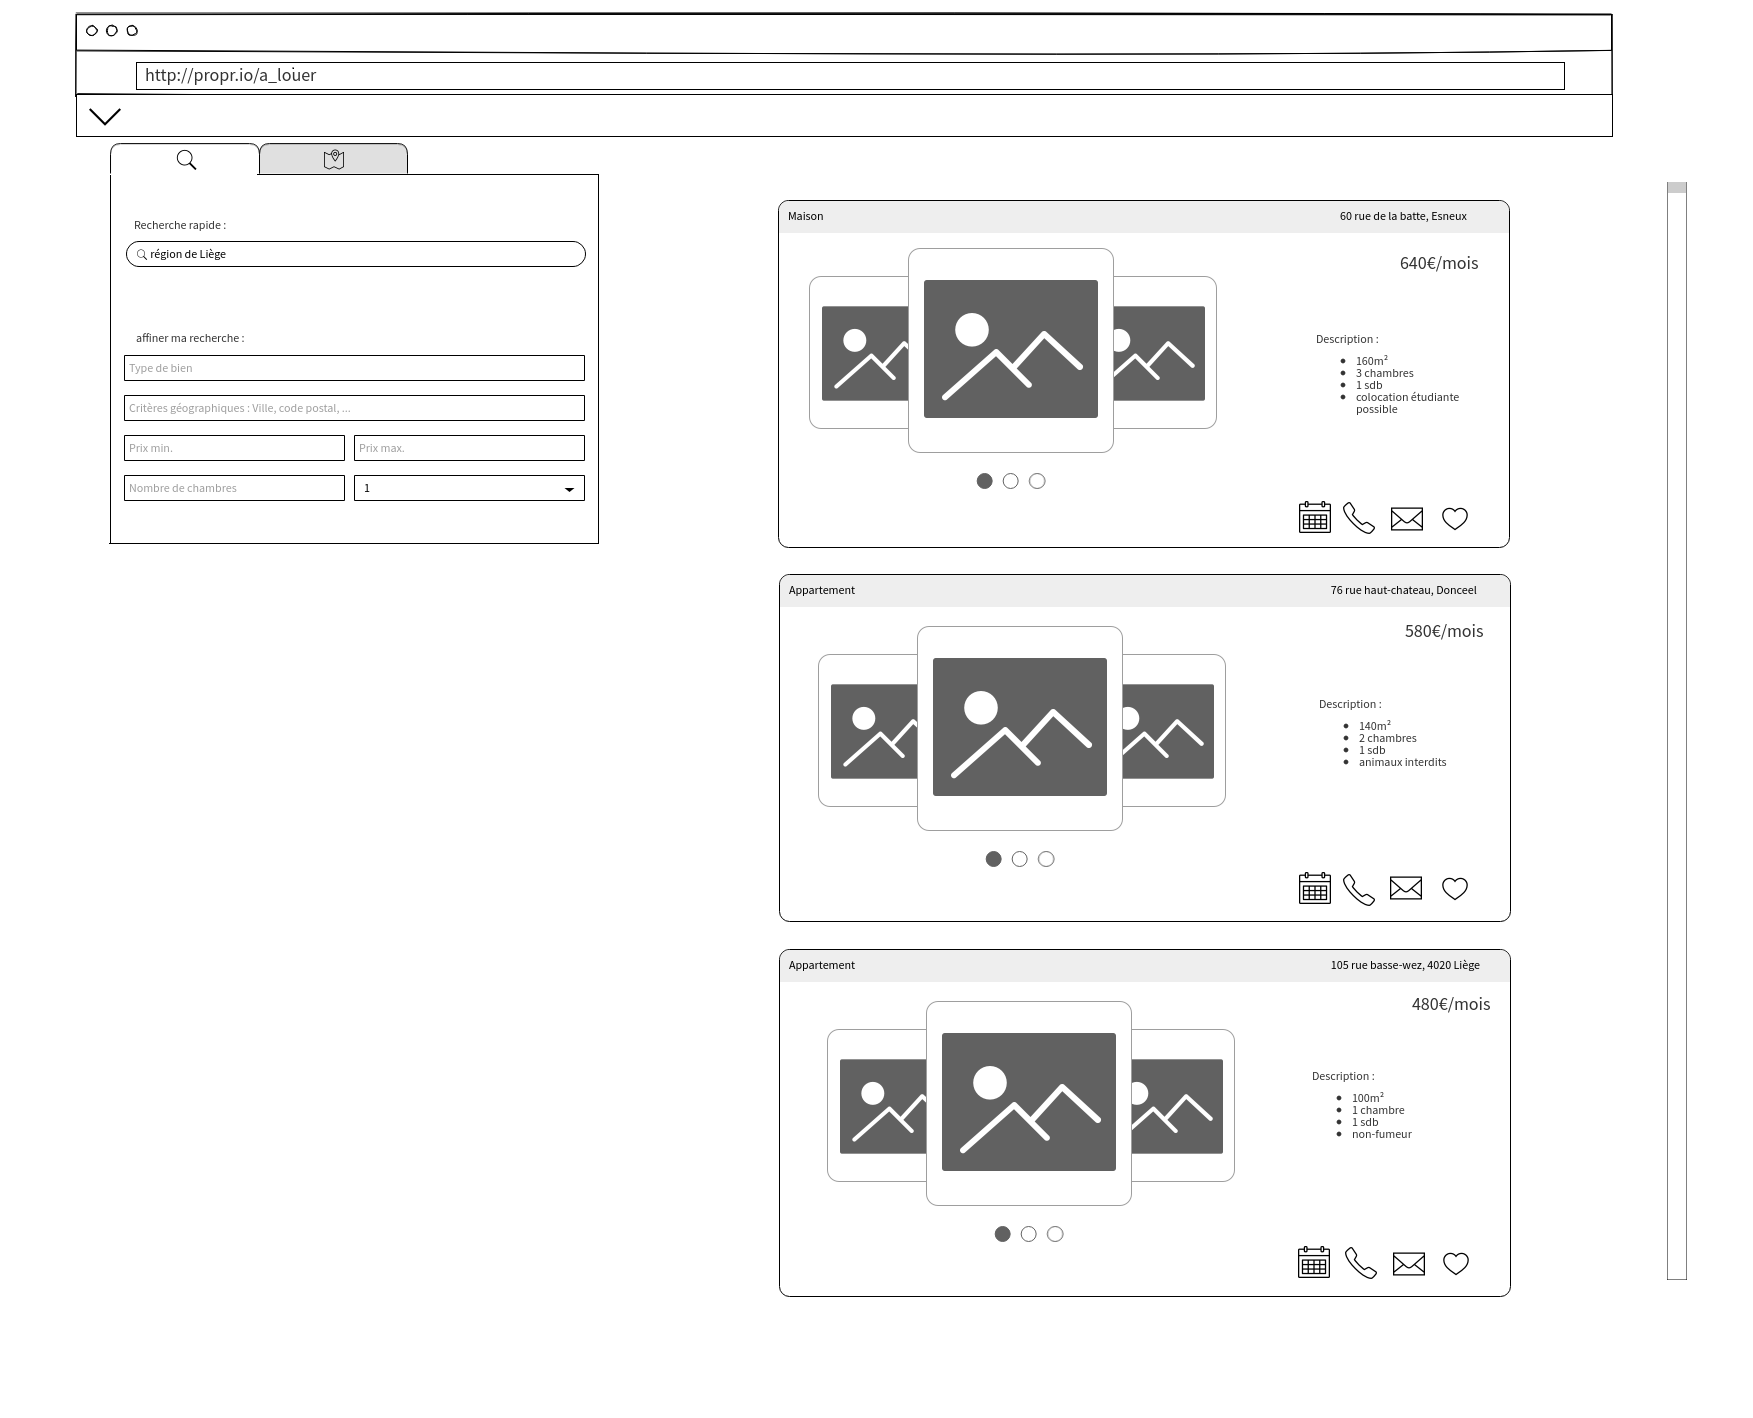 http://propr.io/a_louer
Recherche rapide :
région de Liège
affiner ma recherche :
Type de bien
Critères géographiques : Ville, code postal, ...
Prix min.
Prix max.
Nombre de chambres
1
Maison
60 rue de la batte, Esneux
640€/mois
Description :
160m²
3 chambres
1 sdb
colocation étudiante
possible
Appartement
76 rue haut-chateau, Donceel
580€/mois
Description :
140m²
2 chambres
1 sdb
animaux interdits
Appartement
105 rue basse-wez, 4020 Liège
480€/mois
Description :
100m²
1 chambre
1 sdb
non-fumeur